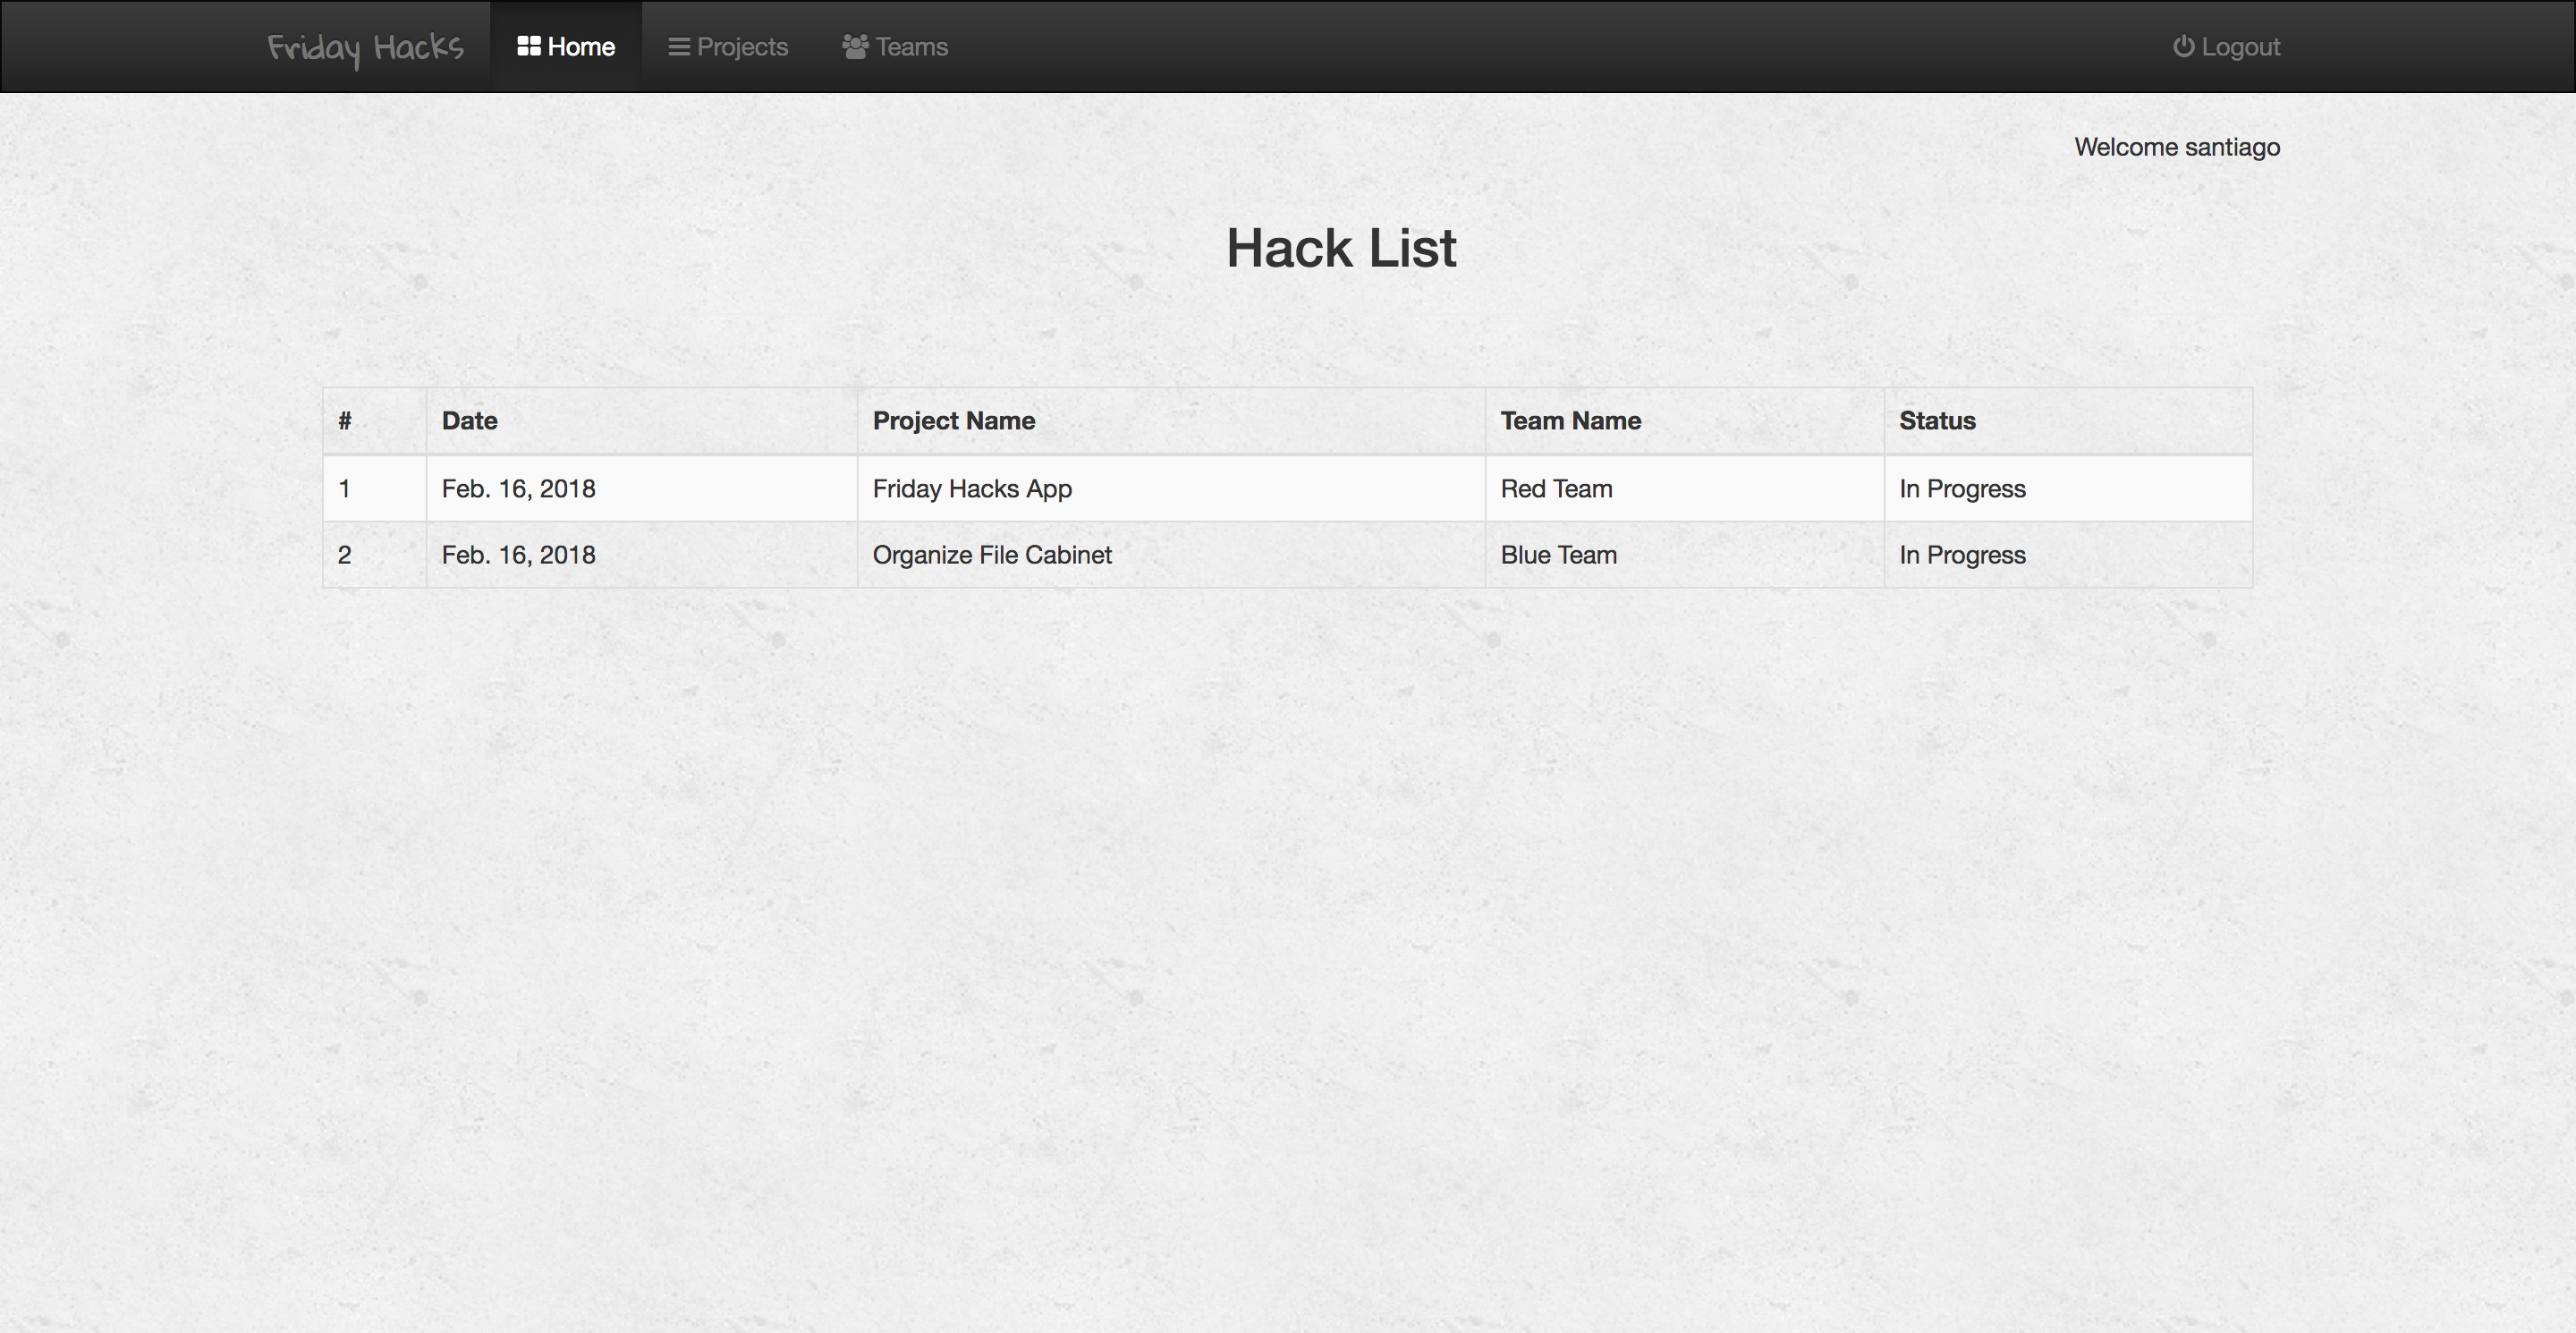 Friday Hacks Home Projects Teams Logout
Welcome santiago
Hack List
# Date Project Name Team Name Status
1 Feb. 16, 2018 Friday Hacks App Red Team In Progress
2 Feb. 16, 2018 Organize File Cabinet Blue Team In Progress